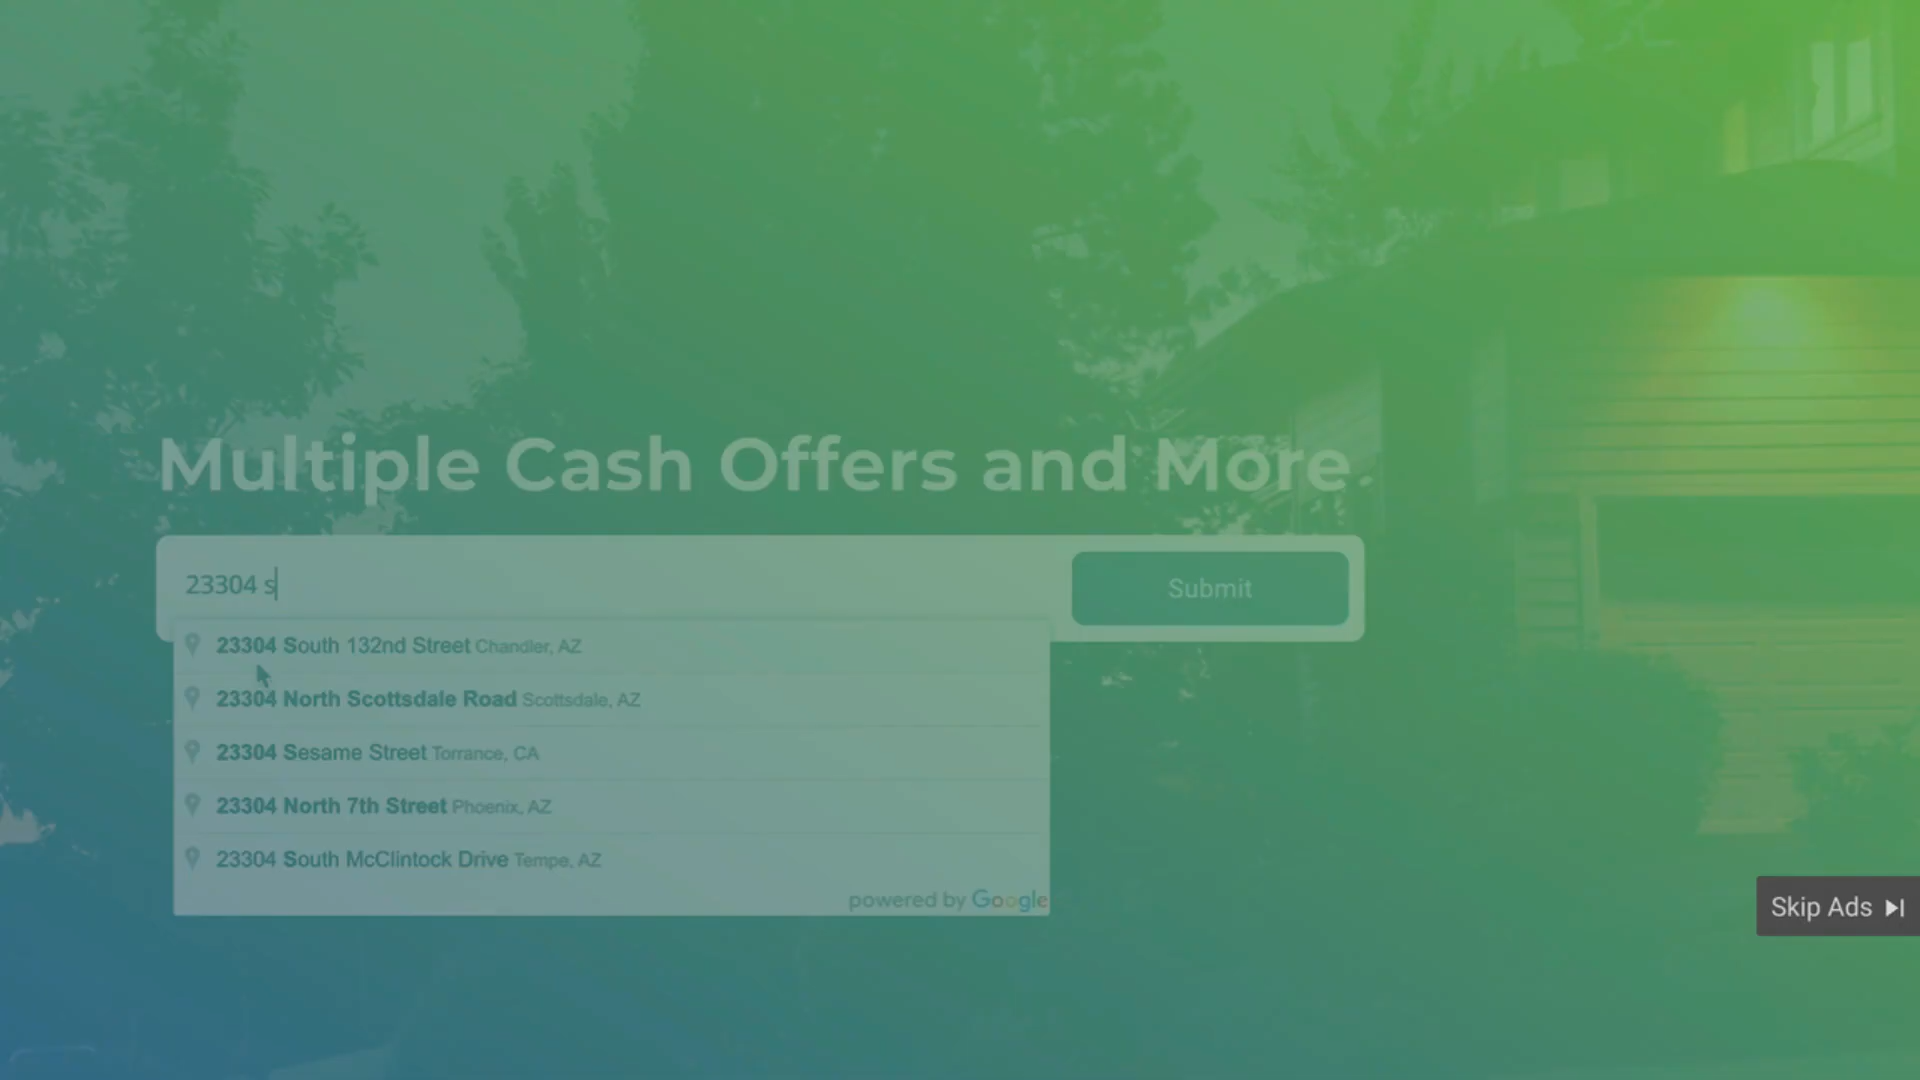 Multiple Cash Offers and More
23304 s
Submit
23304 South 132nd Street Chandler, AZ
23304 North Scottsdale Road Scottsdale, AZ
23304 Sesame Street Torrance, CA
23304 North 7th Street Phoenix, AZ
23304 South McClintock Drive Tempe, AZ
powered by Google
Skip Ads